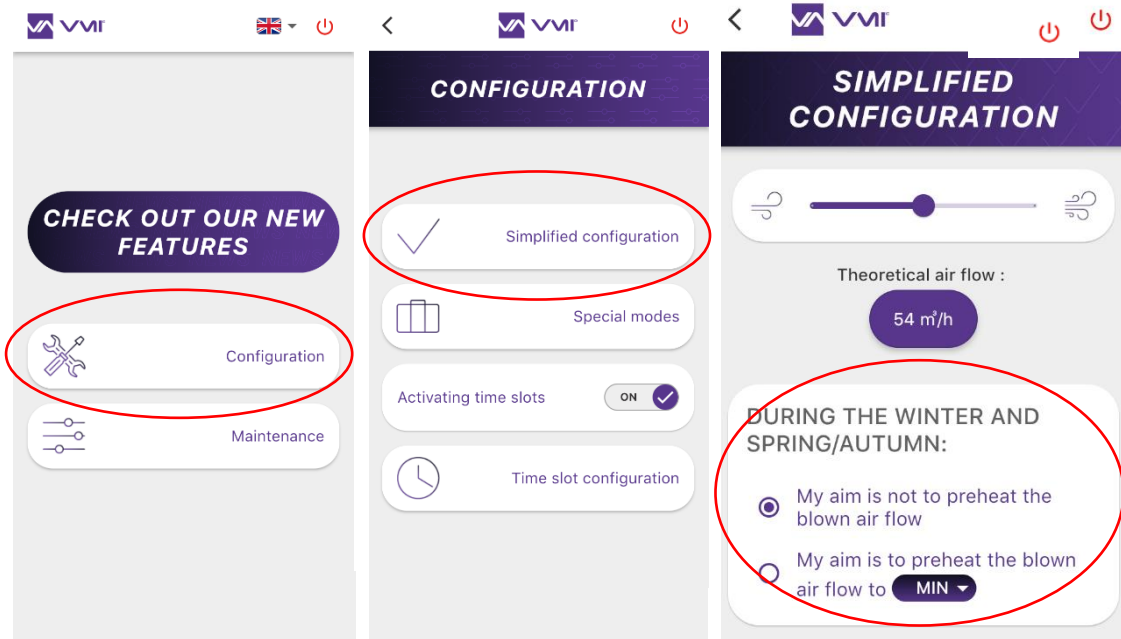 VMI
CHECK OUT OUR NEW
FEATURES
Configuration
Maintenance
VMI
CONFIGURATION
Simplified configuration
Special modes
Activating time slots
ON
Time slot configuration
VMI
SIMPLIFIED
CONFIGURATION
Theoretical air flow :
54 m³/h
DURING THE WINTER AND
SPRING/AUTUMN:
My aim is not to preheat the
blown air flow
My aim is to preheat the blown
air flow to MIN